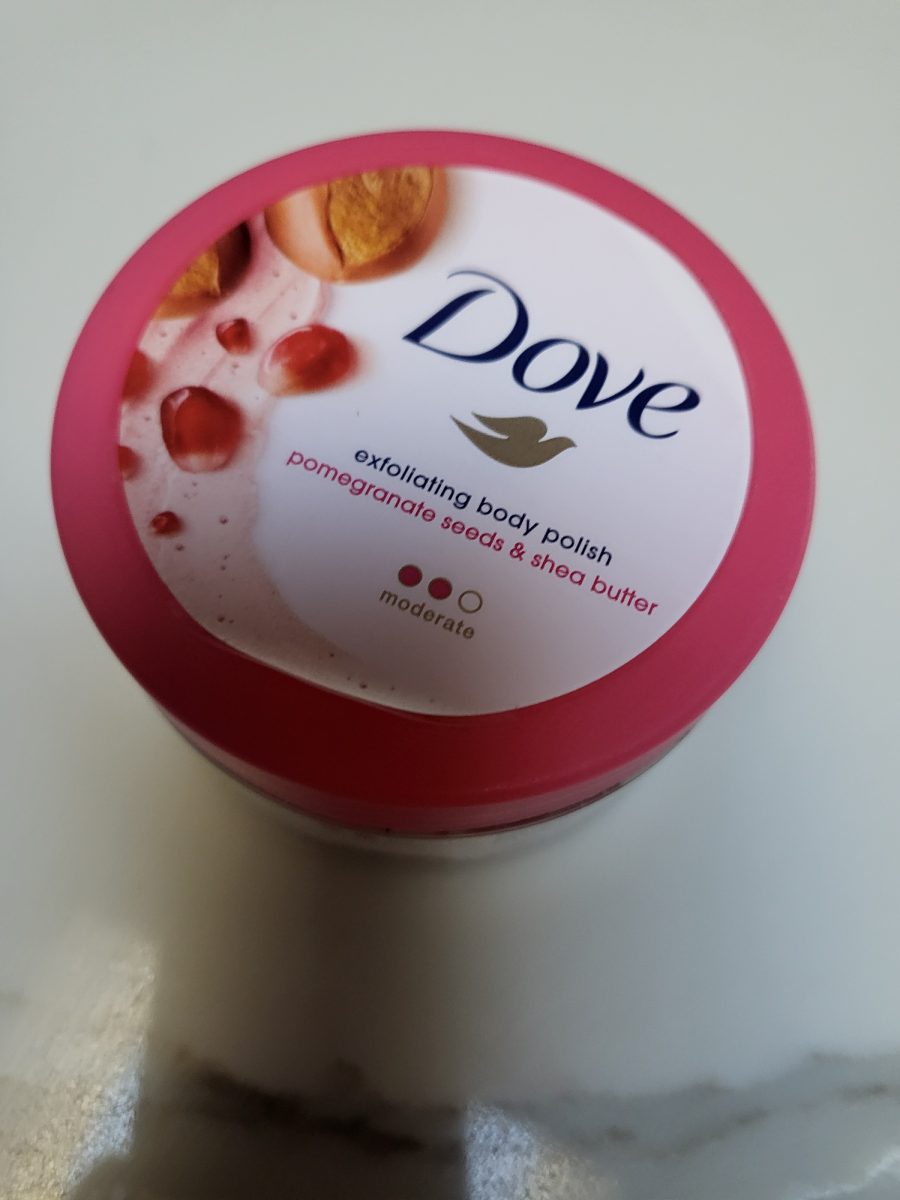 Dove
exfoliating body polish
pomegranate seeds & shea butter
moderate